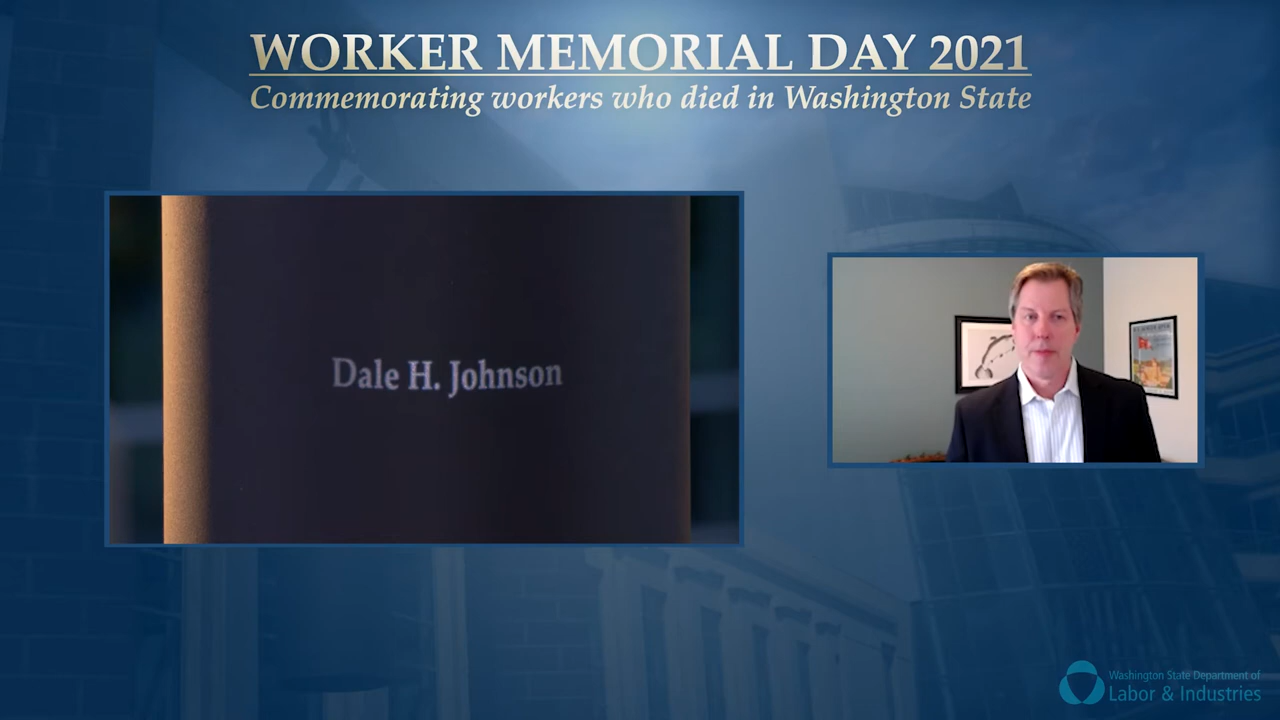 WORKER MEMORIAL DAY 2021
Commemorating workers who died in Washington State
Dale H. Johnson
Washington State Department of
Labor & Industries